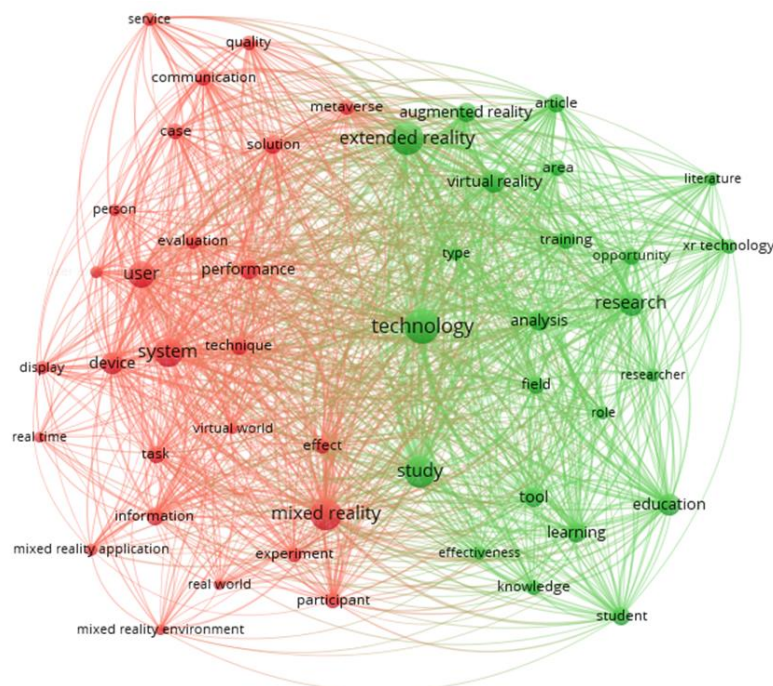 service
quality
communication
metaverse
augmented reality
article
case
solution
extended reality
area
virtual reality
literature
person
evaluation
training
xr technology
type
opportunity
user
performance
research
technology
analysis
system
technique
device
display
field
researcher
role
real time
virtual world
effect
task
study
tool
education
information
mixed reality
learning
mixed reality application
experiment
effectiveness
real world
knowledge
participant
student
mixed reality environment